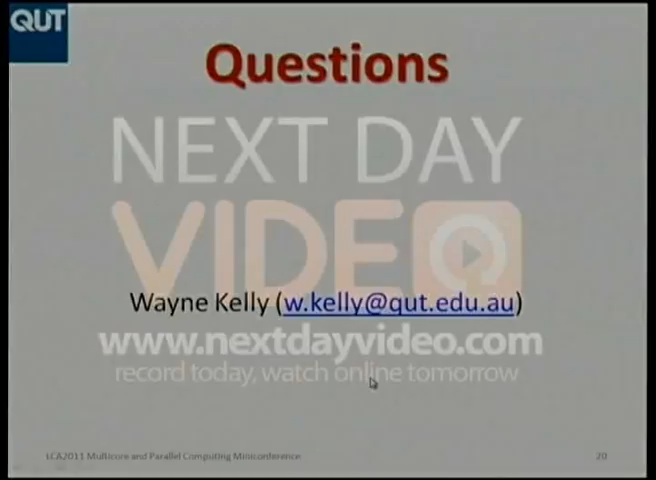 QUT
Questions
NEXT DAY
VIDEO
Wayne Kelly (w.kelly@qut.edu.au)
www.nextdayvideo.com
record today, watch online tomorrow
LCA2011 Multicore and Parallel Computing Miniconference
20